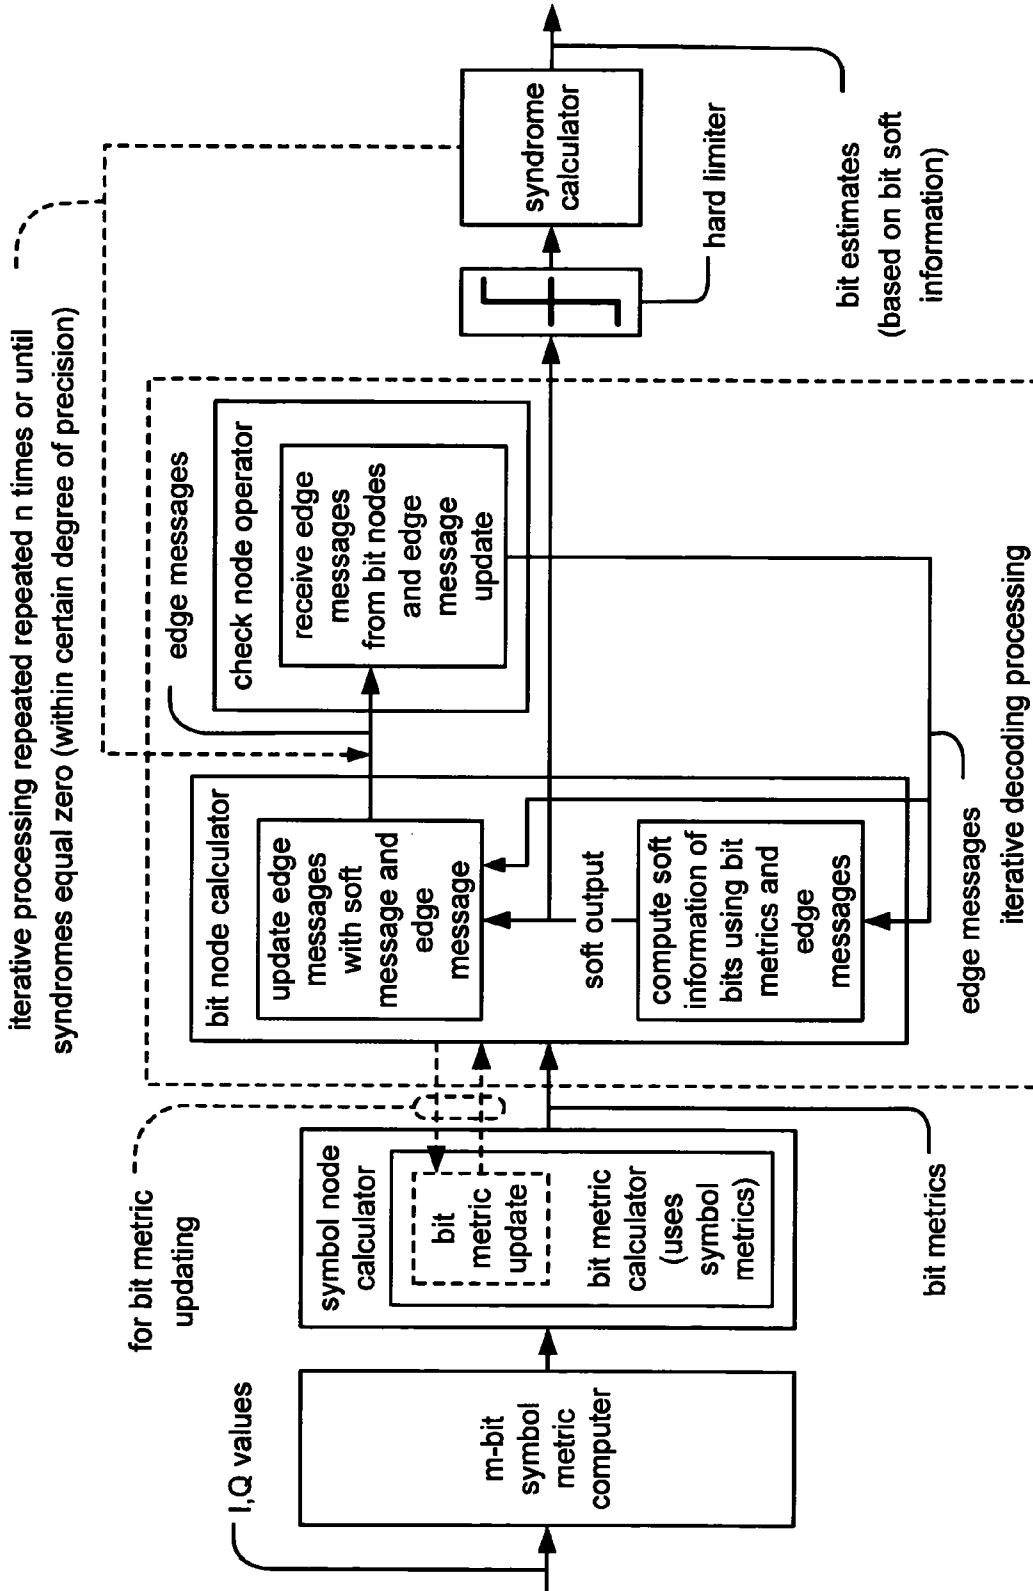 iterative processing repeated repeated n times or until
syndromes equal zero (within certain degree of precision)
I,Q values
m-bit
symbol
metric
computer
for bit metric
updating
symbol node
calculator
bit
metric
update
bit metric
calculator
(uses
symbol
metrics)
bit metrics
bit node calculator
update edge
messages
with soft
message and
edge
message
soft output
compute soft
information of
bits using bit
metrics and
edge
messages
edge messages
check node operator
receive edge
messages
from bit nodes
and edge
message
update
edge messages
iterative decoding processing
hard limiter
syndrome
calculator
bit estimates
(based on bit soft
information)